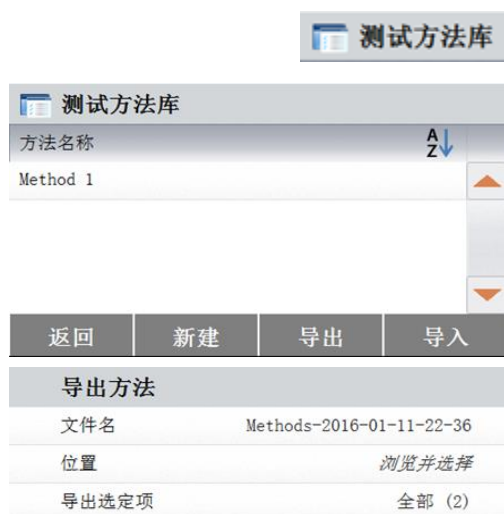 测试方法库
测试方法库
方法名称 AZ
Method 1
返回 新建 导出 导入
导出方法
文件名 Methods-2016-01-11-22-36
位置 浏览并选择
导出选定项 全部 (2)